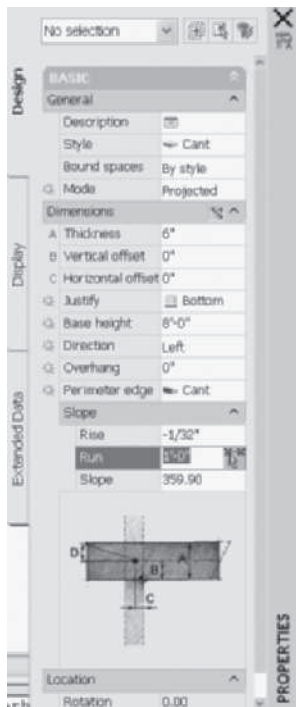 No selection
Design
Display
Extended Data
PROPERTIES
BASIC
General
Description
Style Cant
Bound spaces By style
Mode Projected
Dimensions
A Thickness 6"
B Vertical offset 0"
C Horizontal offset 0"
Justify Bottom
Base height 8'-0"
Direction Left
Overhang 0"
Perimeter edge Cant
Slope
Rise -1/32"
Run 1'-0"
Slope 359.90
D
A
B
C
Location
Rotation 0.00